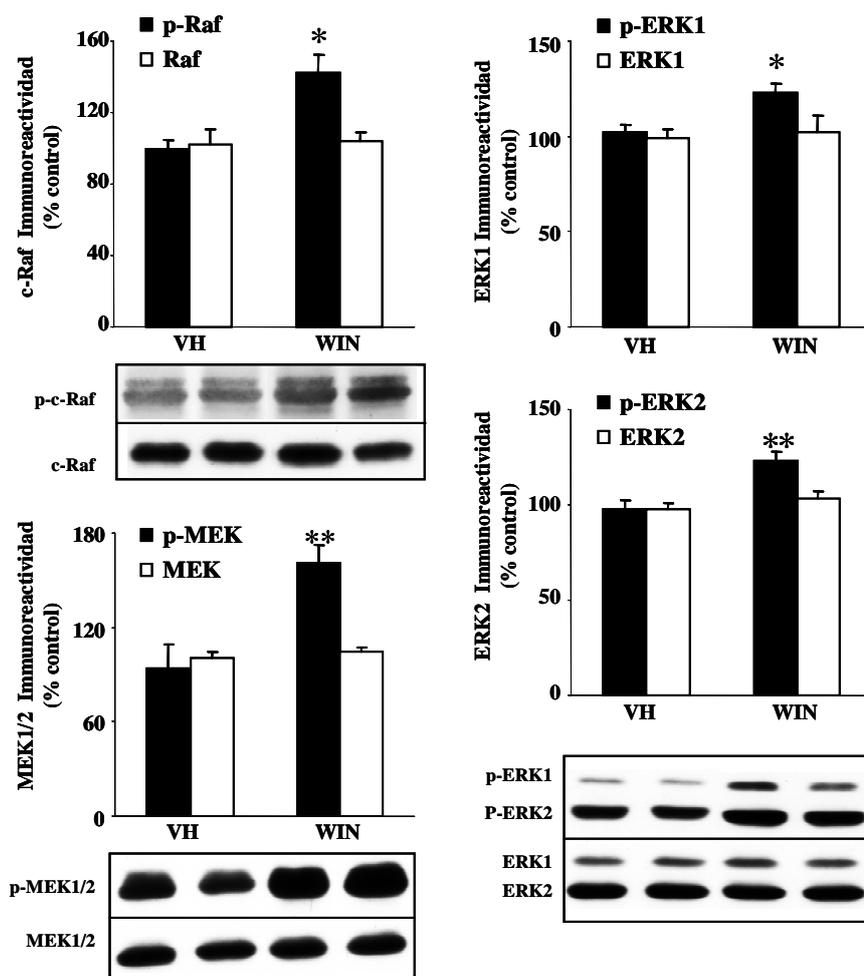 p-Raf
Raf
160
120
80
40
0
c-Raf Immunoreactividad
(% control)
*
VH
WIN
p-c-Raf
c-Raf
p-MEK
MEK
180
120
60
0
MEK1/2 Immunoreactividad
(% control)
**
VH
WIN
p-MEK1/2
MEK1/2
p-ERK1
ERK1
150
100
50
0
ERK1 Immunoreactividad
(% control)
*
VH
WIN
p-ERK2
ERK2
150
100
50
0
ERK2 Immunoreactividad
(% control)
**
VH
WIN
p-ERK1
P-ERK2
ERK1
ERK2